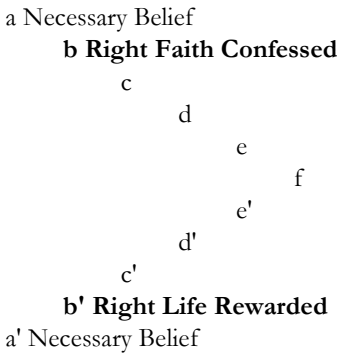 a Necessary Belief
b Right Faith Confessed
c
d
e
f
e'
d'
c'
b' Right Life Rewarded
a' Necessary Belief